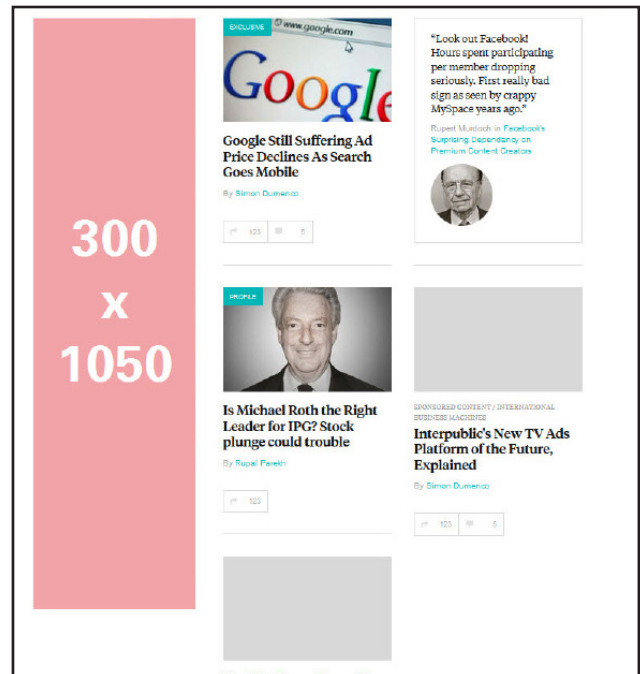 300
x
1050
EXCLUSIVE
www.google.com
Google
Google Still Suffering Ad
Price Declines As Search
Goes Mobile
By Simon Dumenco
123 5
PROFILE
Is Michael Roth the Right
Leader for IPG? Stock
plunge could trouble
By Rupal Parekh
123
“Look out Facebook!
Hours spent participating
per member dropping
seriously. First really bad
sign as seen by crappy
MySpace years ago.”
Rupert Murdoch in Facebook's
Surprising Dependency on
Premium Content Creators
SPONSORED CONTENT / INTERNATIONAL
BUSINESS MACHINES
Interpublic's New TV Ads
Platform of the Future,
Explained
By Simon Dumenco
123 5